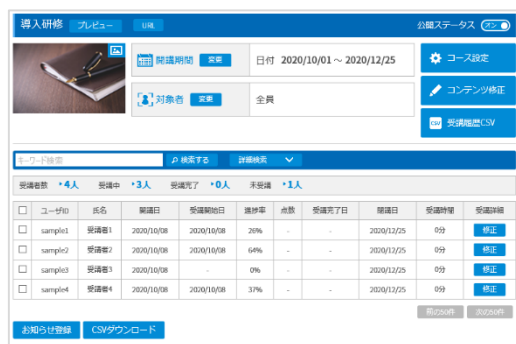 導入研修 プレビュー URL 公開ステータス オン
開講期間 変更 日付 2020/10/01 ～ 2020/12/25
対象者 変更 全員
コース設定
コンテンツ修正
CSV 受講履歴CSV
キーワード検索 検索する 詳細検索
受講者数 4人 受講中 3人 受講完了 0人 未受講 1人
ユーザID 氏名 開講日 受講開始日 進捗率 点数 受講完了日 閉講日 受講時間 受講詳細
sample1 受講者1 2020/10/08 2020/10/08 26% - - 2020/12/25 0分 修正
sample2 受講者2 2020/10/08 2020/10/08 64% - - 2020/12/25 0分 修正
sample3 受講者3 2020/10/08 - 0% - - 2020/12/25 0分 修正
sample4 受講者4 2020/10/08 2020/10/08 37% - - 2020/12/25 0分 修正
前の50件 次の50件
お知らせ登録 CSVダウンロード